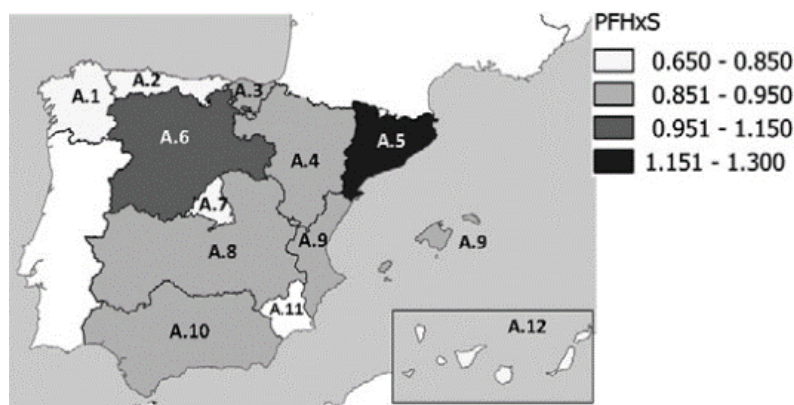 PFHxS
0.650 - 0.850
0.851 - 0.950
0.951 - 1.150
1.151 - 1.300
A.1
A.2
A.3
A.6
A.5
A.4
A.7
A.8
A.9
A.9
A.11
A.10
A.12